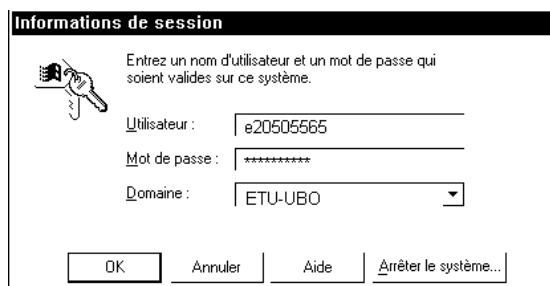 Informations de session
Entrez un nom d'utilisateur et un mot de passe qui
soient valides sur ce système.
Utilisateur : e20505565
Mot de passe : **********
Domaine : ETU-UBO
OK Annuler Aide Arrêter le système...